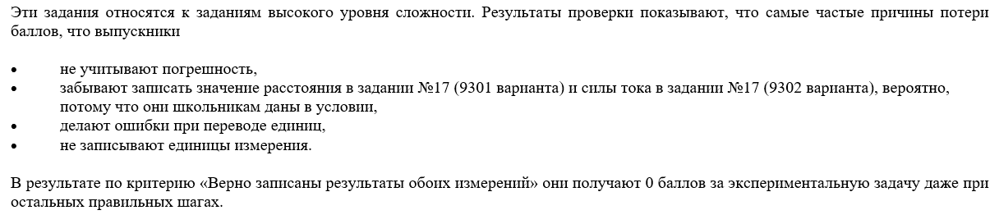 Эти задания относятся к заданиям высокого уровня сложности. Результаты проверки показывают, что самые частые причины потери
баллов, что выпускники
• не учитывают погрешность,
• забывают записать значение расстояния в задании №17 (9301 варианта) и силы тока в задании №17 (9302 варианта), вероятно,
потому что они школьникам даны в условии,
• делают ошибки при переводе единиц,
• не записывают единицы измерения.
В результате по критерию «Верно записаны результаты обоих измерений» они получают 0 баллов за экспериментальную задачу даже при
остальных правильных шагах.